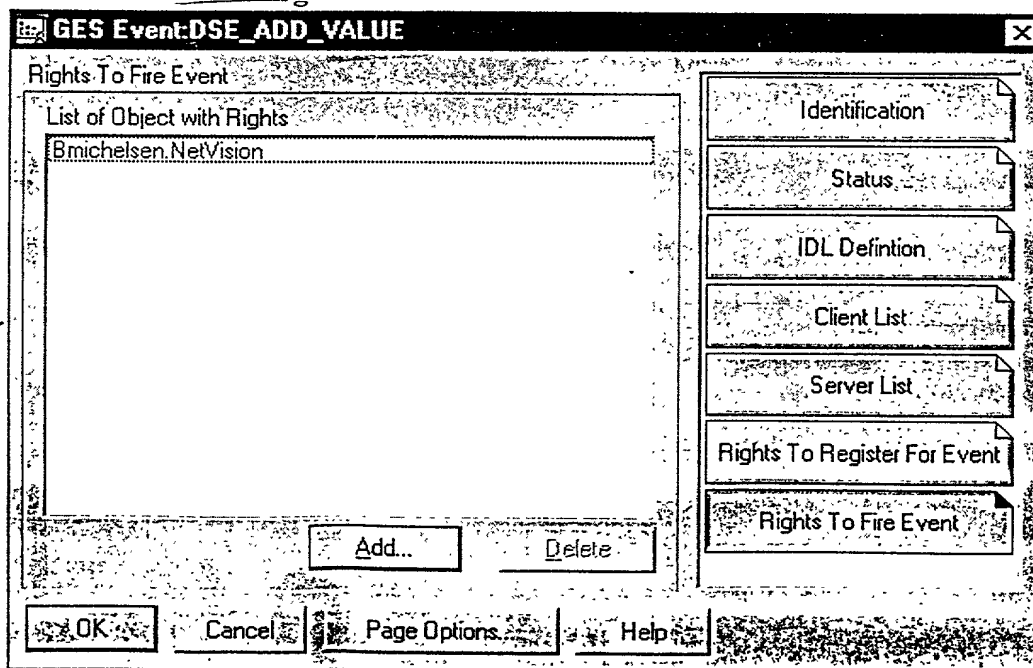 GES Event:DSE_ADD_VALUE
Rights To Fire Event
List of Object with Rights
Bmichelsen.NetVision
Add...
Delete
Identification
Status
IDL Defintion
Client List
Server List
Rights To Register For Event
Rights To Fire Event
OK
Cancel
Page Options...
Help